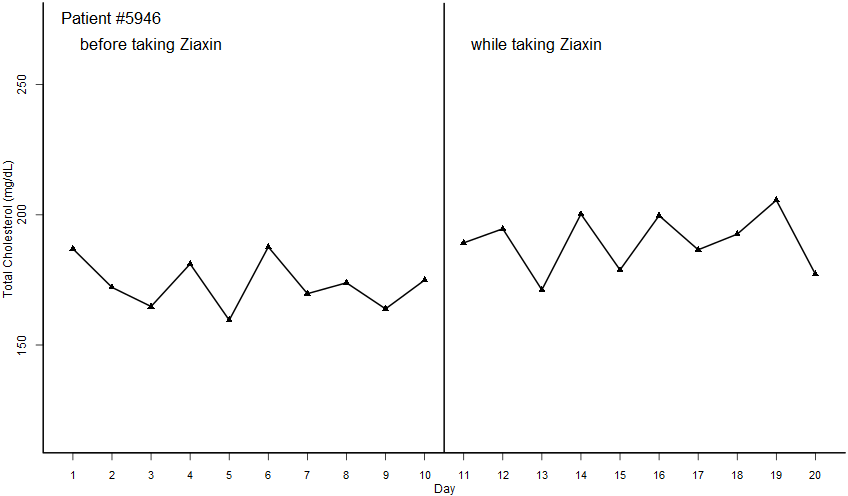 Patient #5946
before taking Ziaxin
while taking Ziaxin
Total Cholesterol (mg/dL)
250
200
150
1 2 3 4 5 6 7 8 9 10 11 12 13 14 15 16 17 18 19 20
Day